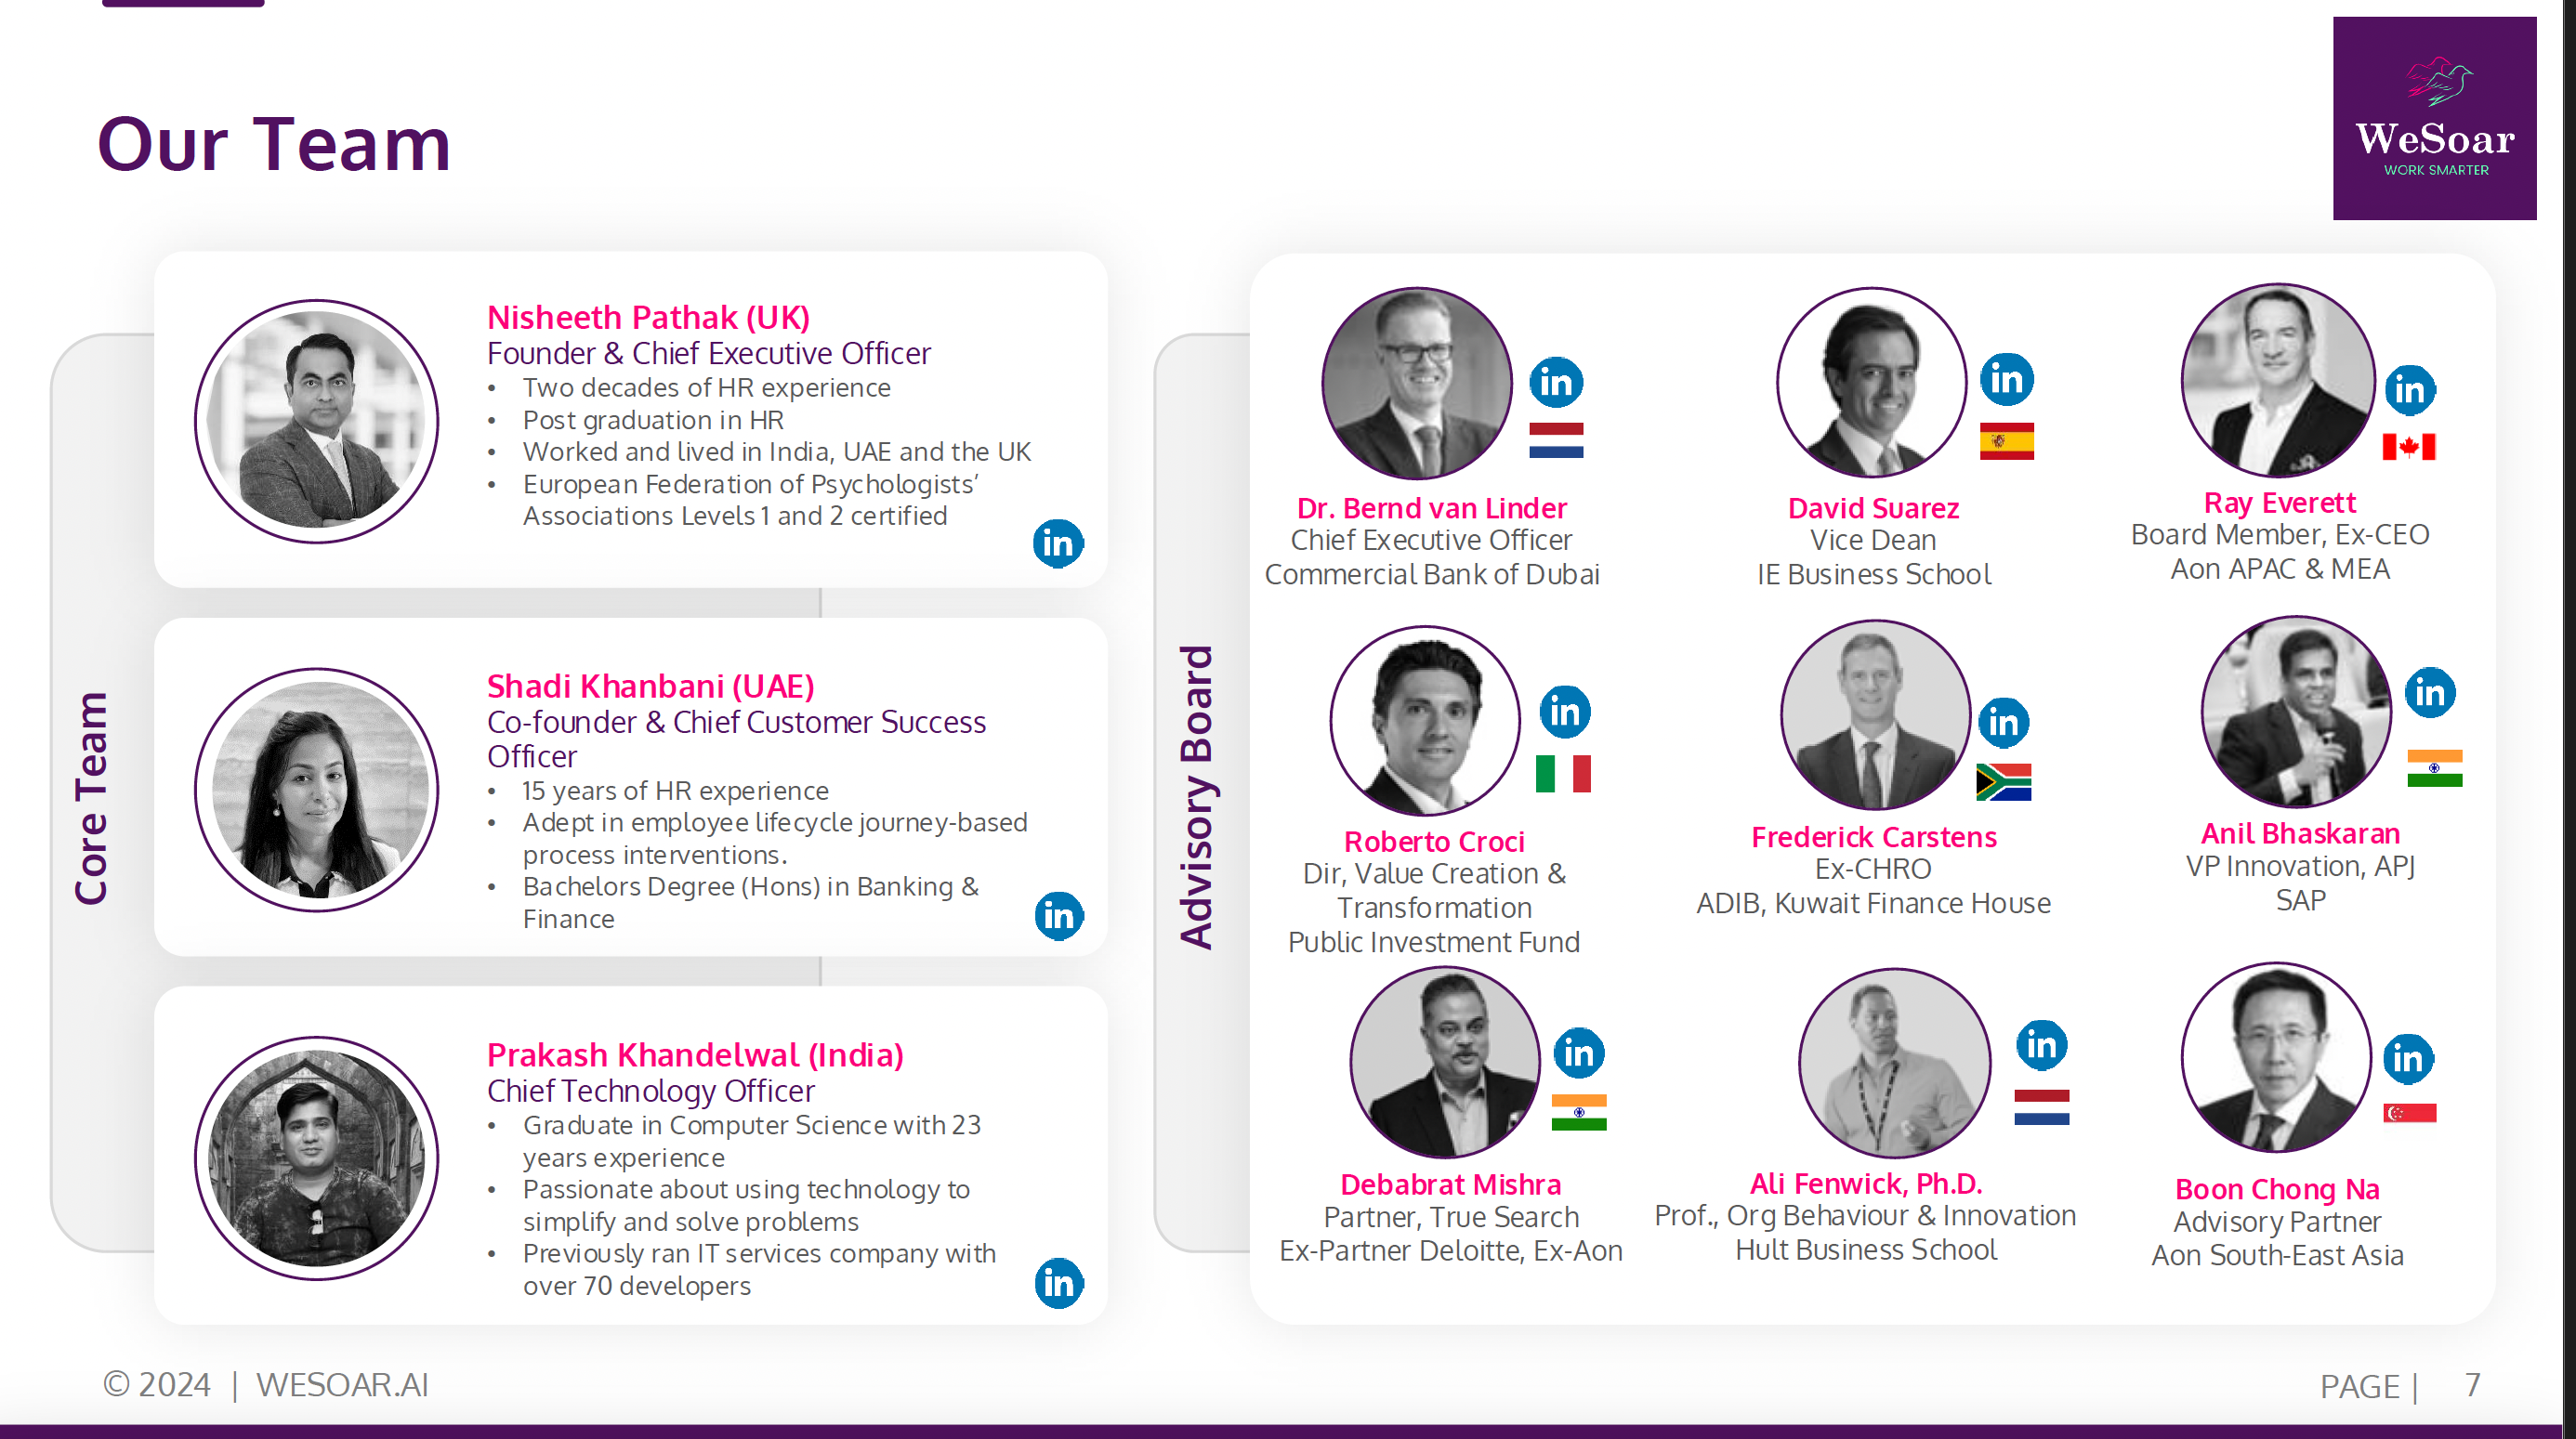 Our Team
WeSoar
WORK SMARTER
Core Team
Nisheeth Pathak (UK)
Founder & Chief Executive Officer
• Two decades of HR experience
• Post graduation in HR
• Worked and lived in India, UAE and the UK
• European Federation of Psychologists’
Associations Levels 1 and 2 certified
in
Shadi Khanbani (UAE)
Co-founder & Chief Customer Success
Officer
• 15 years of HR experience
• Adept in employee lifecycle journey-based
process interventions.
• Bachelors Degree (Hons) in Banking &
Finance
in
Prakash Khandelwal (India)
Chief Technology Officer
• Graduate in Computer Science with 23
years experience
• Passionate about using technology to
simplify and solve problems
• Previously ran IT services company with
over 70 developers
in
Advisory Board
in
Dr. Bernd van Linder
Chief Executive Officer
Commercial Bank of Dubai
in
David Suarez
Vice Dean
IE Business School
in
Ray Everett
Board Member, Ex-CEO
Aon APAC & MEA
in
Roberto Croci
Dir, Value Creation &
Transformation
Public Investment Fund
in
Frederick Carstens
Ex-CHRO
ADIB, Kuwait Finance House
in
Anil Bhaskaran
VP Innovation, APJ
SAP
in
Debabrat Mishra
Partner, True Search
Ex-Partner Deloitte, Ex-Aon
in
Ali Fenwick, Ph.D.
Prof., Org Behaviour & Innovation
Hult Business School
in
Boon Chong Na
Advisory Partner
Aon South-East Asia
© 2024 | WESOAR.AI
PAGE | 7